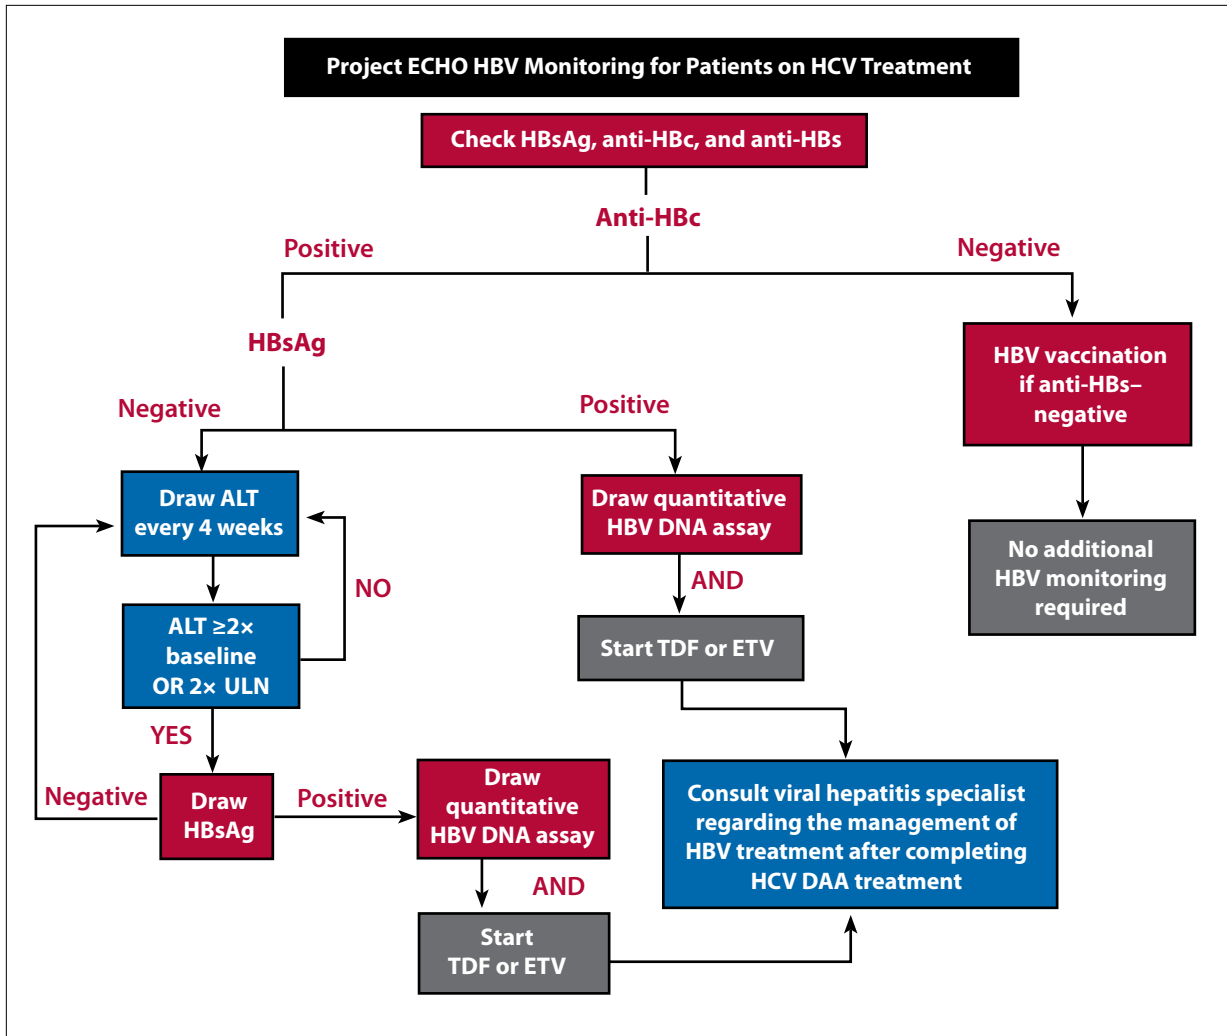 Project ECHO HBV Monitoring for Patients on HCV Treatment
Check HBsAg, anti-HBc, and anti-HBs
Anti-HBc
Positive
Negative
HBsAg
HBV vaccination
if anti-HBs–
negative
Negative
Positive
Draw ALT
every 4 weeks
Draw quantitative
HBV DNA assay
No additional
HBV monitoring
required
NO
AND
ALT ≥2×
baseline
OR 2× ULN
Start TDF or ETV
YES
Negative
Draw
HBsAg
Positive
Draw
quantitative
HBV DNA assay
Consult viral hepatitis specialist
regarding the management of
HBV treatment after completing
HCV DAA treatment
AND
Start
TDF or ETV